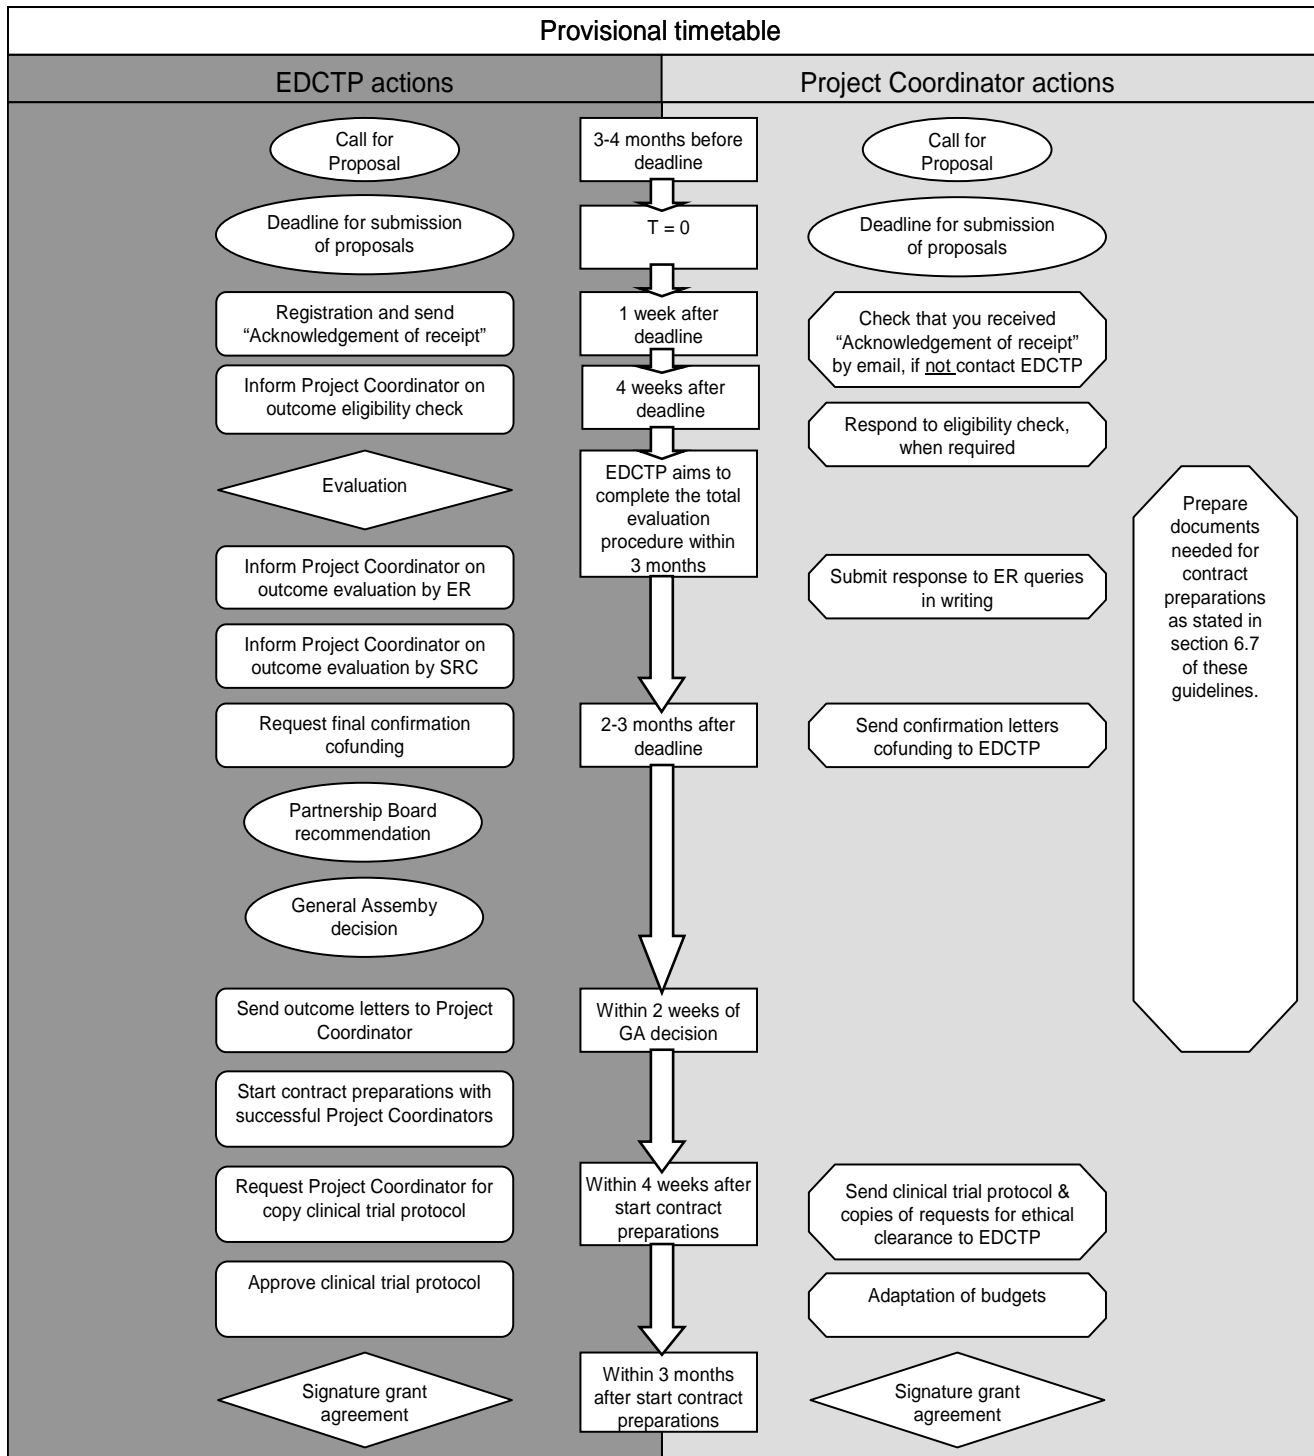 Provisional timetable
EDCTP actions
Project Coordinator actions
Call for
Proposal
3-4 months before
deadline
Call for
Proposal
Deadline for submission
of proposals
T = 0
Deadline for submission
of proposals
Registration and send
“Acknowledgement of receipt”
1 week after
deadline
Check that you received
“Acknowledgement of receipt”
by email, if not contact EDCTP
Inform Project Coordinator on
outcome eligibility check
4 weeks after
deadline
Respond to eligibility check,
when required
Evaluation
EDCTP aims to
complete the total
evaluation
procedure within
3 months
Prepare
documents
needed for
contract
preparations
as stated in
section 6.7
of these
guidelines.
Inform Project Coordinator on
outcome evaluation by ER
Submit response to ER queries
in writing
Inform Project Coordinator on
outcome evaluation by SRC
Request final confirmation
cofunding
2-3 months after
deadline
Send confirmation letters
cofunding to EDCTP
Partnership Board
recommendation
General Assemby
decision
Send outcome letters to Project
Coordinator
Within 2 weeks of
GA decision
Start contract preparations with
successful Project Coordinators
Request Project Coordinator for
copy clinical trial protocol
Within 4 weeks after
start contract
preparations
Send clinical trial protocol &
copies of requests for ethical
clearance to EDCTP
Approve clinical trial protocol
Adaptation of budgets
Signature grant
agreement
Within 3 months
after start contract
preparations
Signature grant
agreement